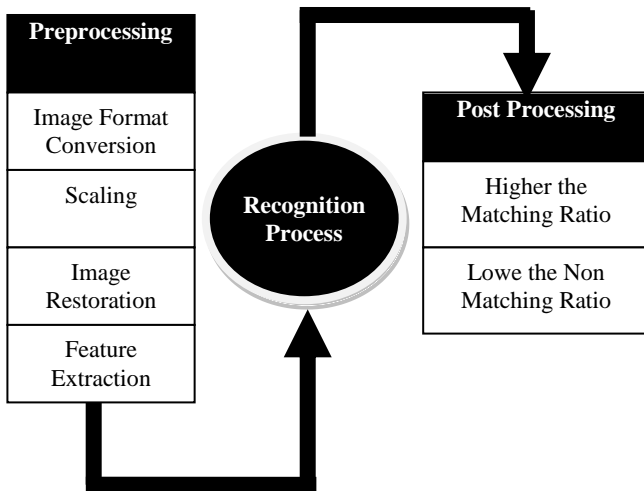 Preprocessing
Image Format
Conversion
Scaling
Image
Restoration
Feature
Extraction
Recognition
Process
Post Processing
Higher the
Matching Ratio
Lowe the Non
Matching Ratio